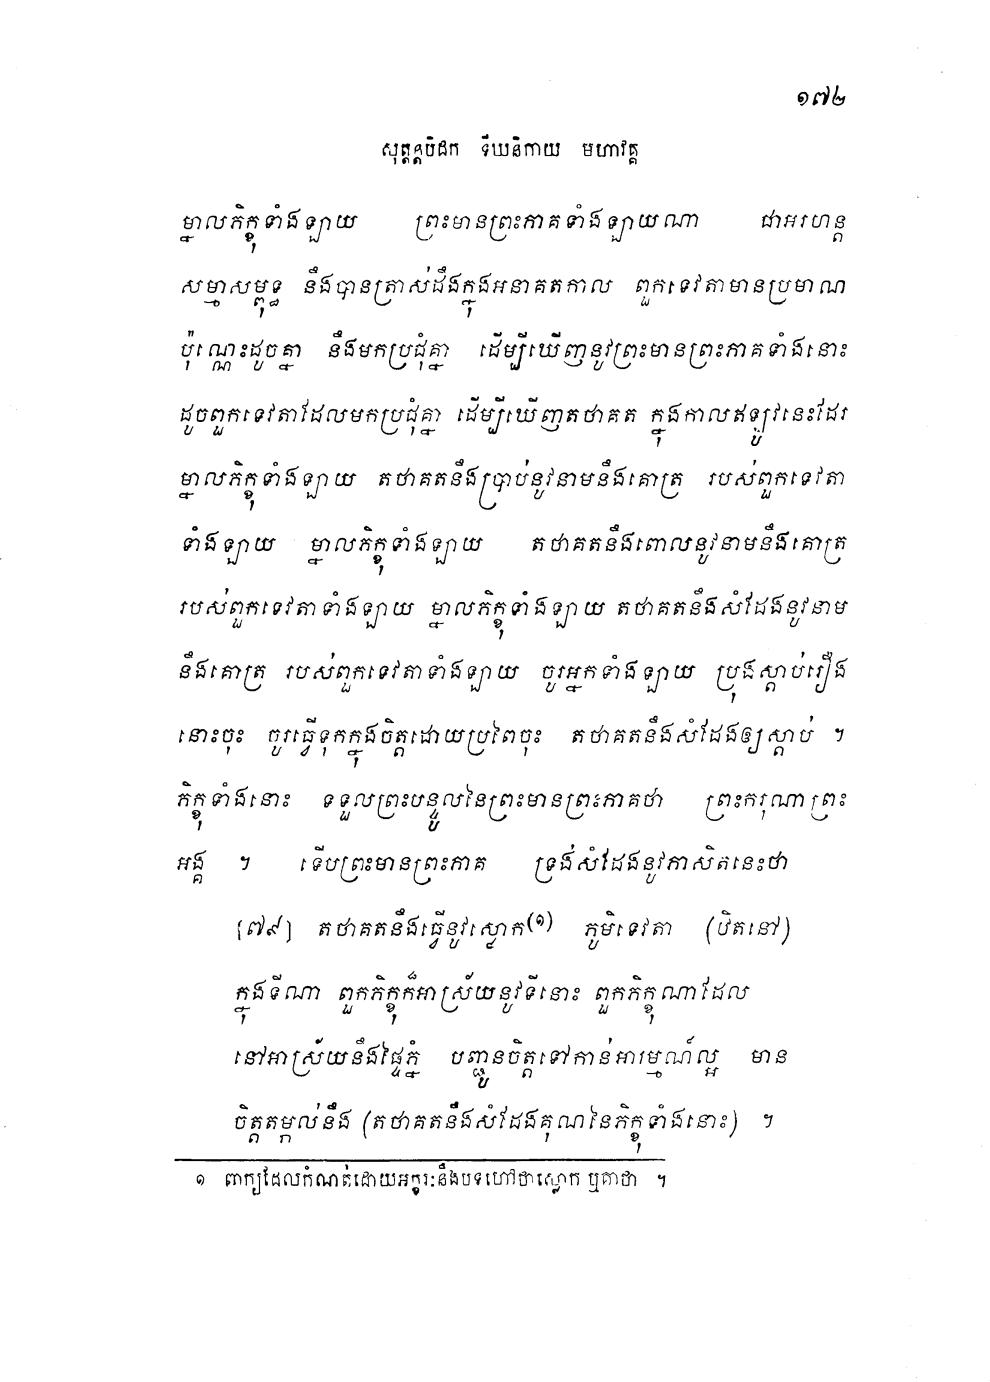 ១៧២
សុត្តន្តបិដក ទីឃនិកាយ មហាវគ្គ
ម្នាលភិក្ខុទាំងឡាយ ព្រះមានព្រះភាគទាំងឡាយណា ជាអរហន្ត
សម្មាសម្ពុទ្ធ នឹងបានត្រាស់ដឹងក្នុងអនាគតកាល ពួកទេវតាមានប្រមាណ
ប៉ុណ្ណេះដូចគ្នា នឹងមកប្រជុំគ្នា ដើម្បីឃើញនូវព្រះមានព្រះភាគទាំងនោះ
ដូចពួកទេវតាដែលមកប្រជុំគ្នា ដើម្បីឃើញតថាគត ក្នុងកាលឥឡូវនេះដែរ
ម្នាលភិក្ខុទាំងឡាយ តថាគតនឹងប្រាប់នូវនាមនឹងគោត្រ របស់ពួកទេវតា
ទាំងឡាយ ម្នាលភិក្ខុទាំងឡាយ តថាគតនឹងពោលនូវនាមនឹងគោត្រ
របស់ពួកទេវតាទាំងឡាយ ម្នាលភិក្ខុទាំងឡាយ តថាគតនឹងសំដែងនូវនាម
នឹងគោត្រ របស់ពួកទេវតាទាំងឡាយ ចូរអ្នកទាំងឡាយ ប្រុងស្តាប់រឿង
នោះចុះ ចូរធ្វើទុកក្នុងចិត្តដោយប្រពៃចុះ តថាគតនឹងសំដែងឲ្យស្តាប់ ។
ភិក្ខុទាំងនោះ ទទួលព្រះបន្ទូលនៃព្រះមានព្រះភាគថា ព្រះករុណាព្រះ
អង្គ ។ ទើបព្រះមានព្រះភាគ ទ្រង់សំដែងនូវភាសិតនេះថា
[៧៩] តថាគតនឹងធ្វើនូវស្លោក(១) ភូមិទេវតា (ឋិតនៅ)
ក្នុងទីណា ពួកភិក្ខុក៏អាស្រ័យនូវទីនោះ ពួកភិក្ខុណាដែល
នៅអាស្រ័យនឹងផ្ទៃភ្នំ បញ្ជូនចិត្តទៅកាន់អារម្មណ៍ល្អ មាន
ចិត្តតម្កល់នឹង (តថាគតនឹងសំដែងគុណនៃភិក្ខុទាំងនោះ) ។
១ ពាក្យដែលកំណត់ដោយអក្ខរៈនឹងបទហៅថាស្លោក ឬគាថា ។